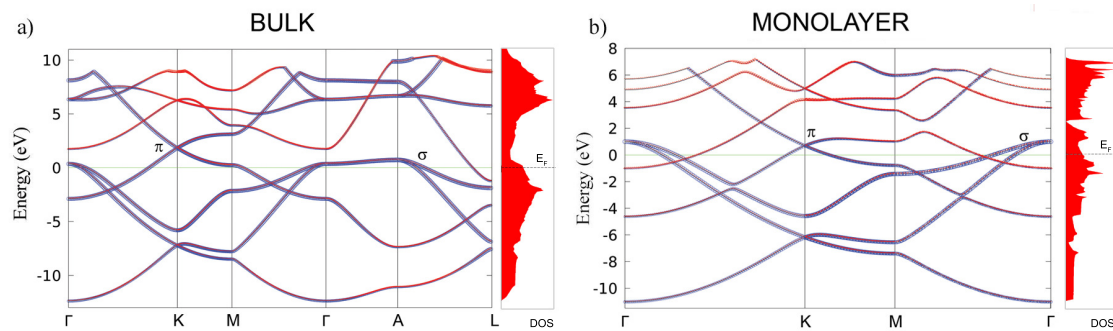 BULK
a)
10
5
0
-5
-10
Energy (eV)
π
σ
E_F
Γ
K
M
Γ
A
L
DOS
MONOLAYER
b)
8
6
4
2
0
-2
-4
-6
-8
-10
Energy (eV)
π
σ
E_F
Γ
K
M
Γ
DOS